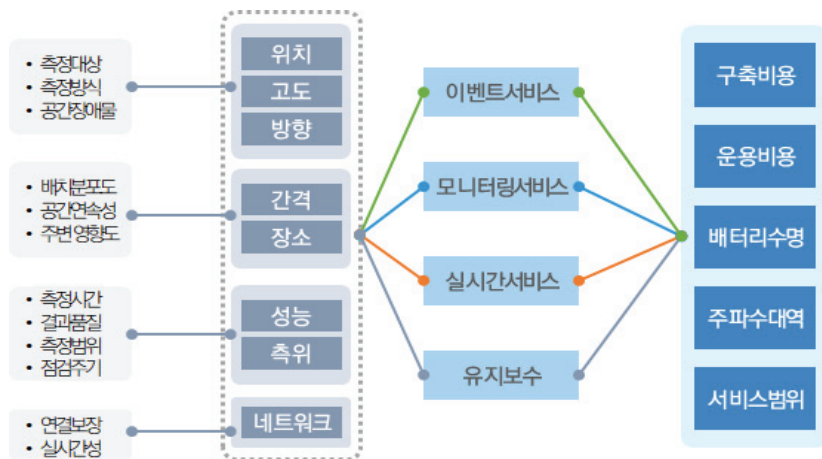 • 측정대상
• 측정방식
• 공간장애물
• 배치분포도
• 공간연속성
• 주변 영향도
• 측정시간
• 결과품질
• 측정범위
• 점검주기
• 연결보장
• 실시간성
위치
고도
방향
간격
장소
성능
측위
네트워크
이벤트서비스
모니터링서비스
실시간서비스
유지보수
구축비용
운용비용
배터리수명
주파수대역
서비스범위